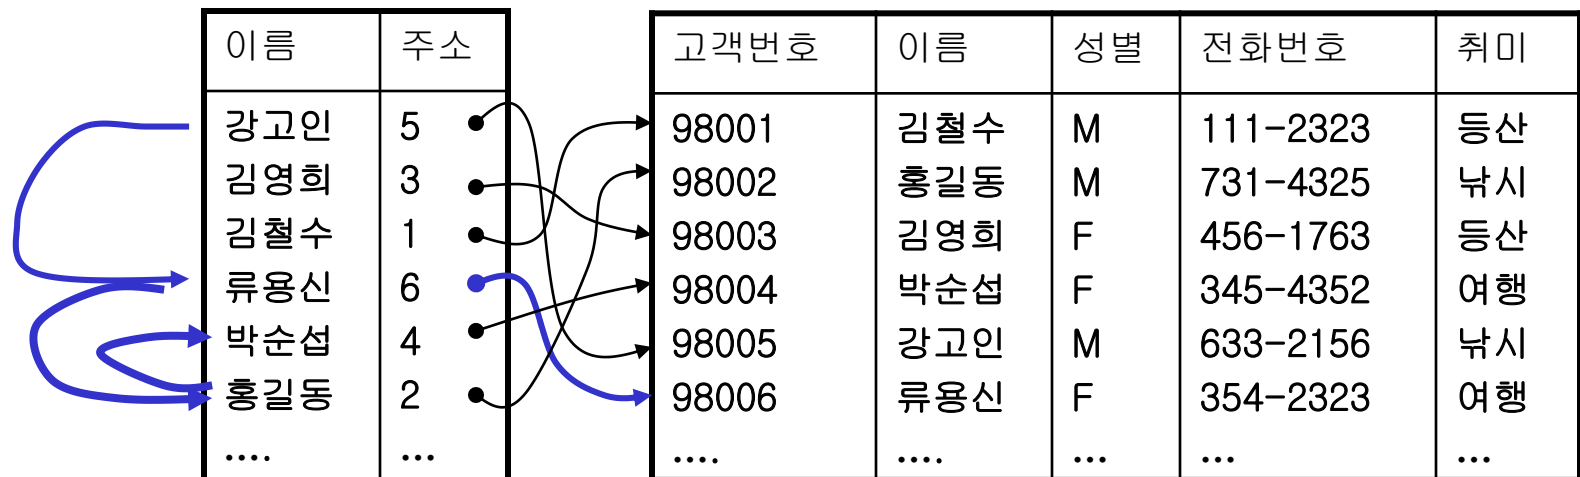 이름 주소
강고인 5
김영희 3
김철수 1
류용신 6
박순섭 4
홍길동 2
.... ...
고객번호 이름 성별 전화번호 취미
98001 김철수 M 111-2323 등산
98002 홍길동 M 731-4325 낚시
98003 김영희 F 456-1763 등산
98004 박순섭 F 345-4352 여행
98005 강고인 M 633-2156 낚시
98006 류용신 F 354-2323 여행
.... .... ... ... ...